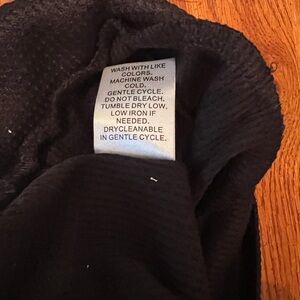 WASH WITH LIKE
COLORS.
MACHINE WASH
COLD.
GENTLE CYCLE.
DO NOT BLEACH.
TUMBLE DRY LOW,
LOW IRON IF
NEEDED.
DRYCLEANABLE
IN GENTLE CYCLE.